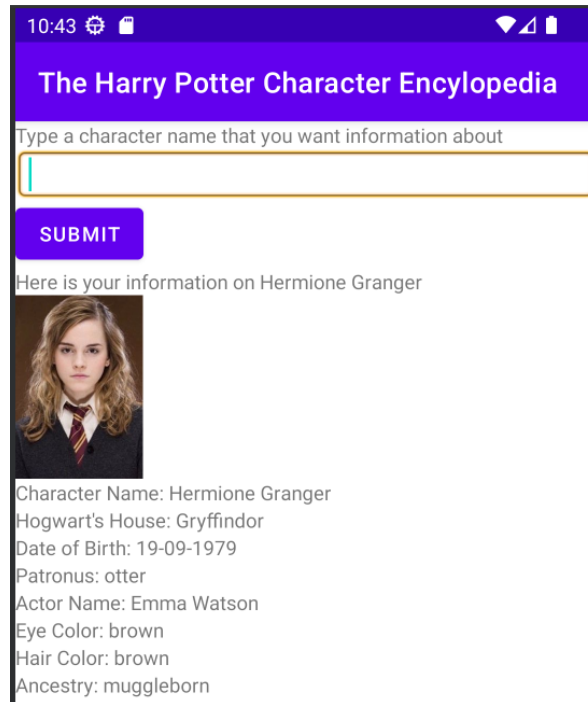 10:43
The Harry Potter Character Encylopedia
Type a character name that you want information about
SUBMIT
Here is your information on Hermione Granger
Character Name: Hermione Granger
Hogwart's House: Gryffindor
Date of Birth: 19-09-1979
Patronus: otter
Actor Name: Emma Watson
Eye Color: brown
Hair Color: brown
Ancestry: muggleborn